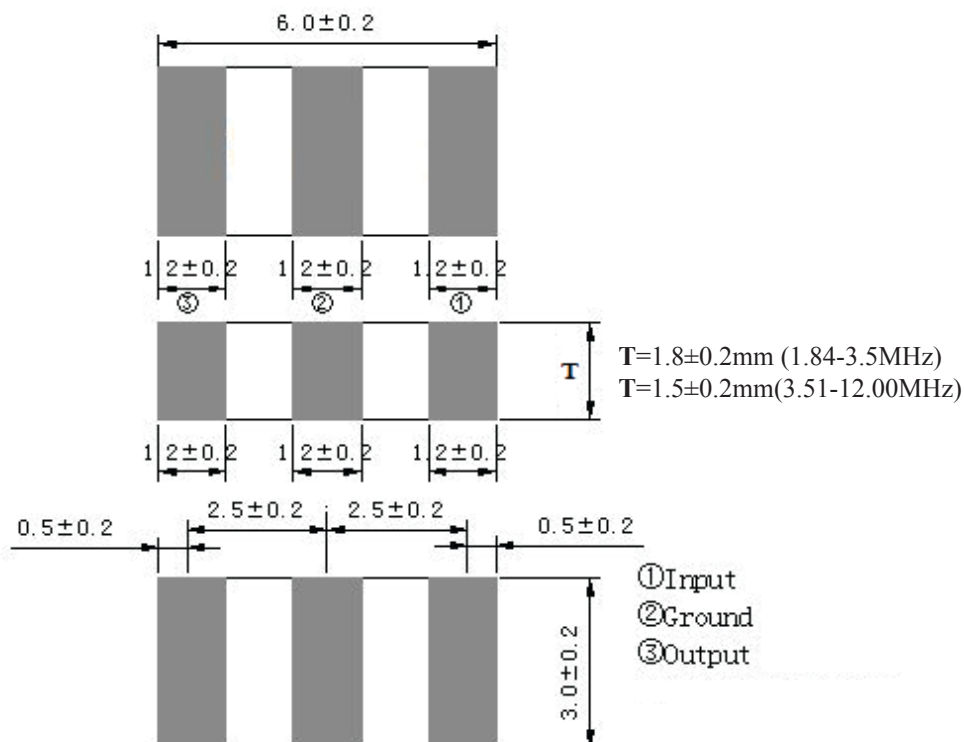 6.0±0.2
1.2±0.2 1.2±0.2 1.2±0.2
③ ② ①
T
T=1.8±0.2mm (1.84-3.5MHz)
T=1.5±0.2mm(3.51-12.00MHz)
1.2±0.2 1.2±0.2 1.2±0.2
2.5±0.2 2.5±0.2
0.5±0.2 0.5±0.2
①Input
②Ground
③Output
3.0±0.2